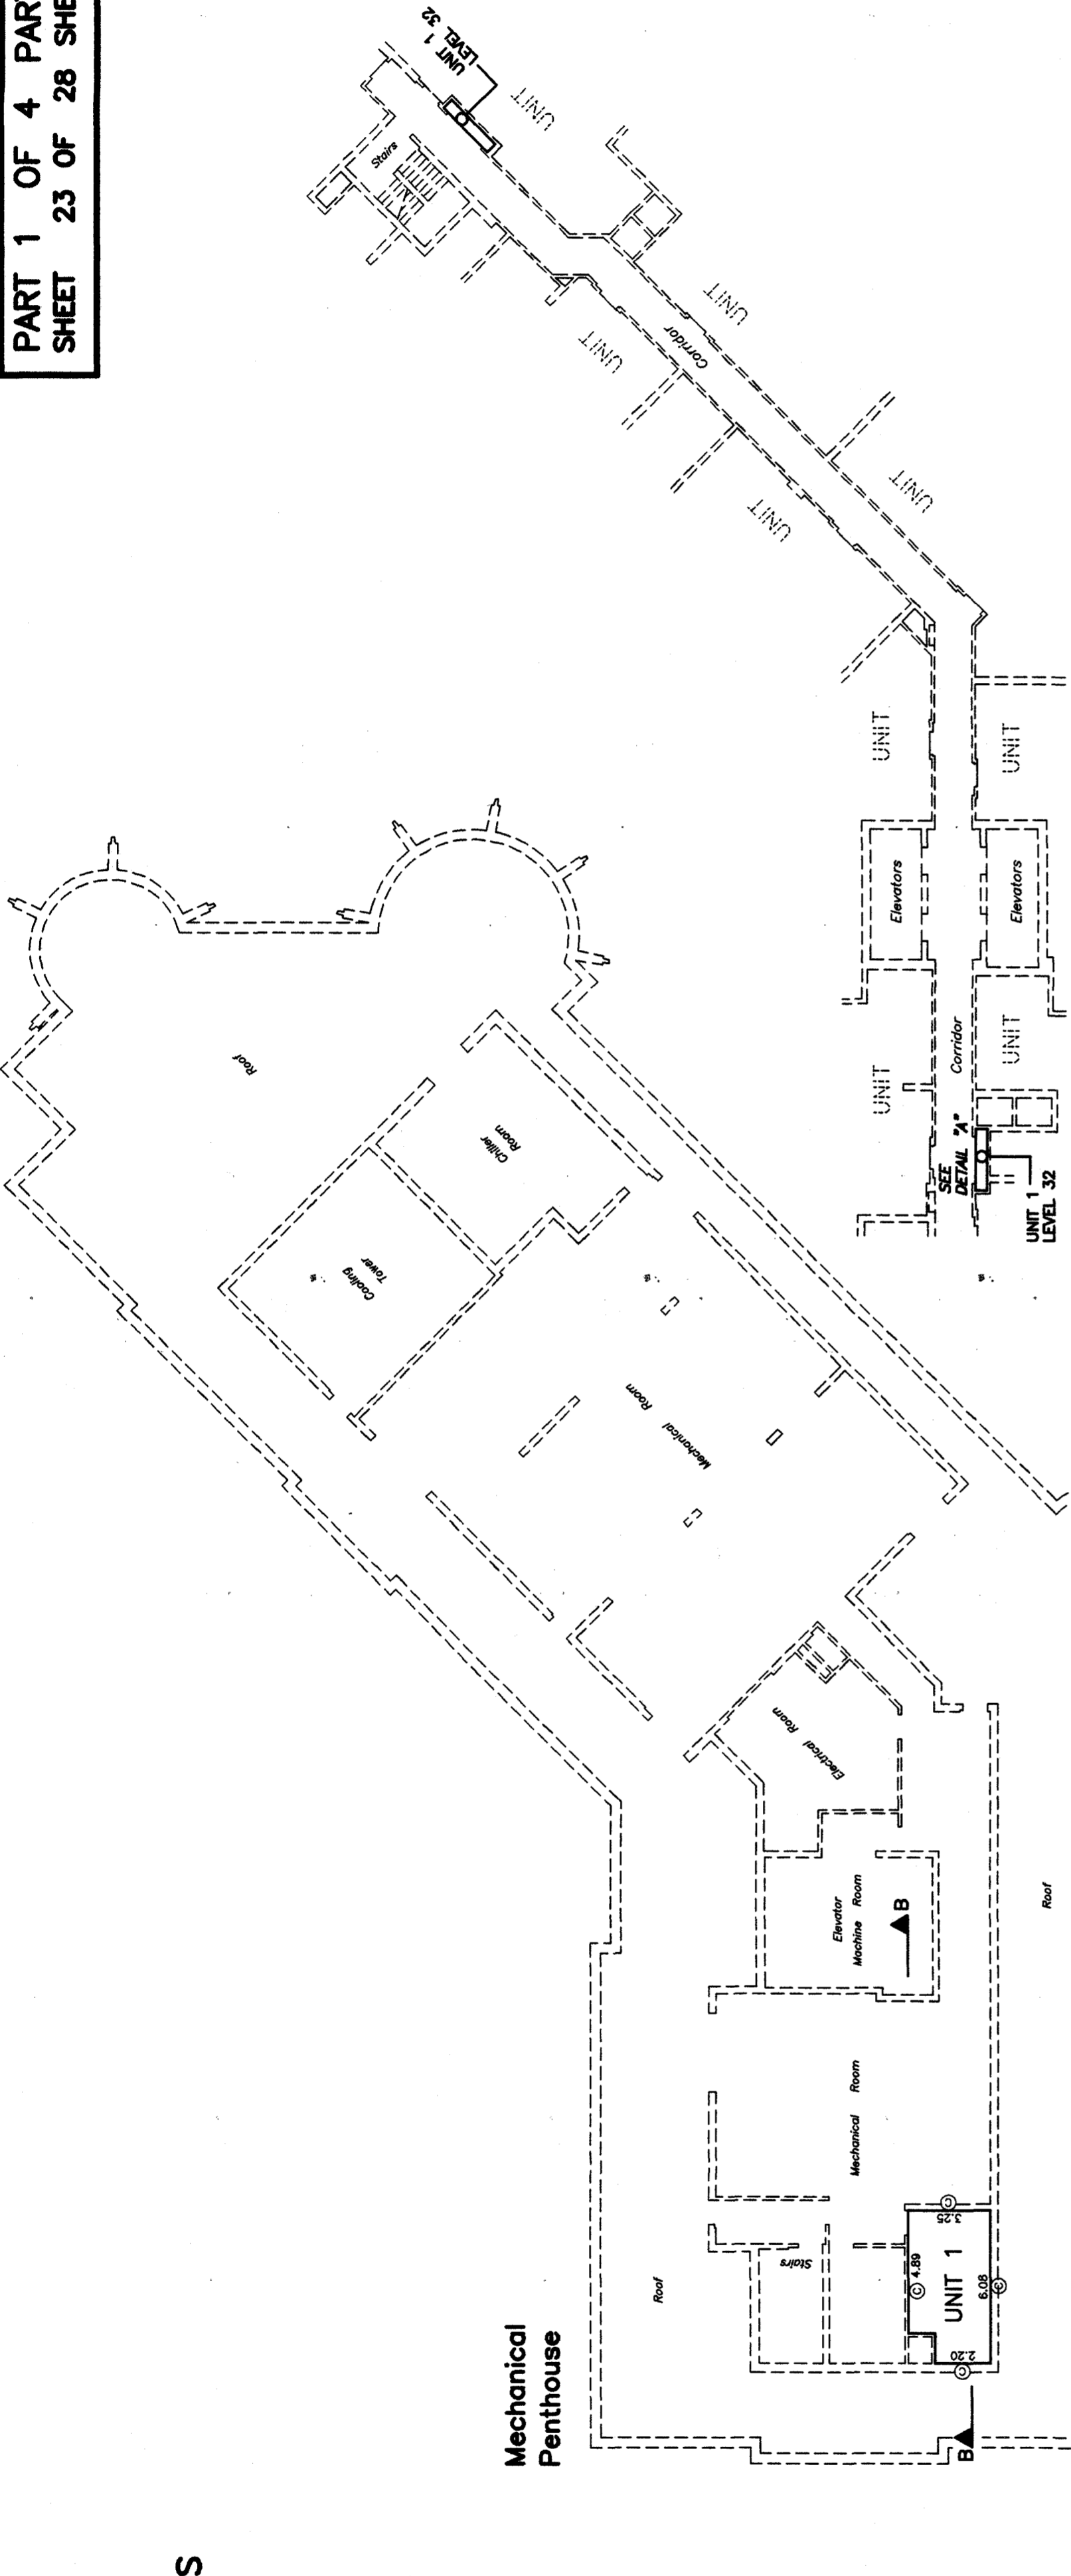 PART 1 OF 4 PAR
SHEET 23 OF 28 SHE
UNIT 1
LEVEL 32
UNIT
Stairs
UNIT
UNIT
Corridor
UNIT
UNIT
UNIT
UNIT
Elevators
Elevators
Corridor
UNIT
UNIT
SEE
DETAIL "A"
UNIT 1
LEVEL 32
Roof
Chiller
Room
Cooling
Tower
Mechanical Room
Electrical Room
Elevator
Machine Room
B
Roof
Mechanical Room
Stairs
Roof
Mechanical
Penthouse
C 4.89
3.25
C
UNIT 1
6.08
C
2.20
C
B
S